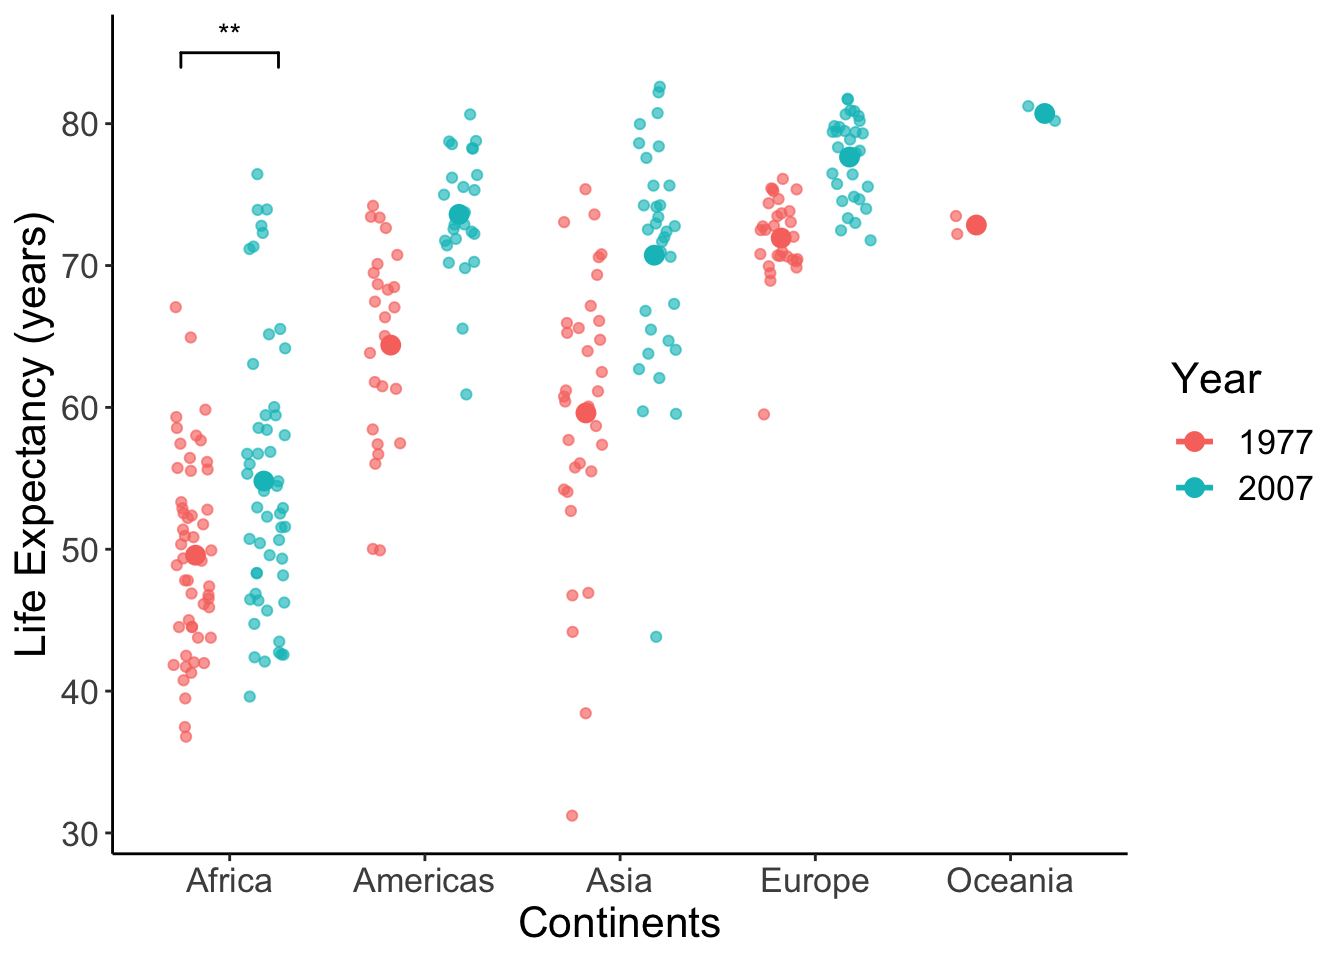 **
80
70
60
50
40
30
Life Expectancy (years)
Africa Americas Asia Europe Oceania
Continents
Year
1977
2007